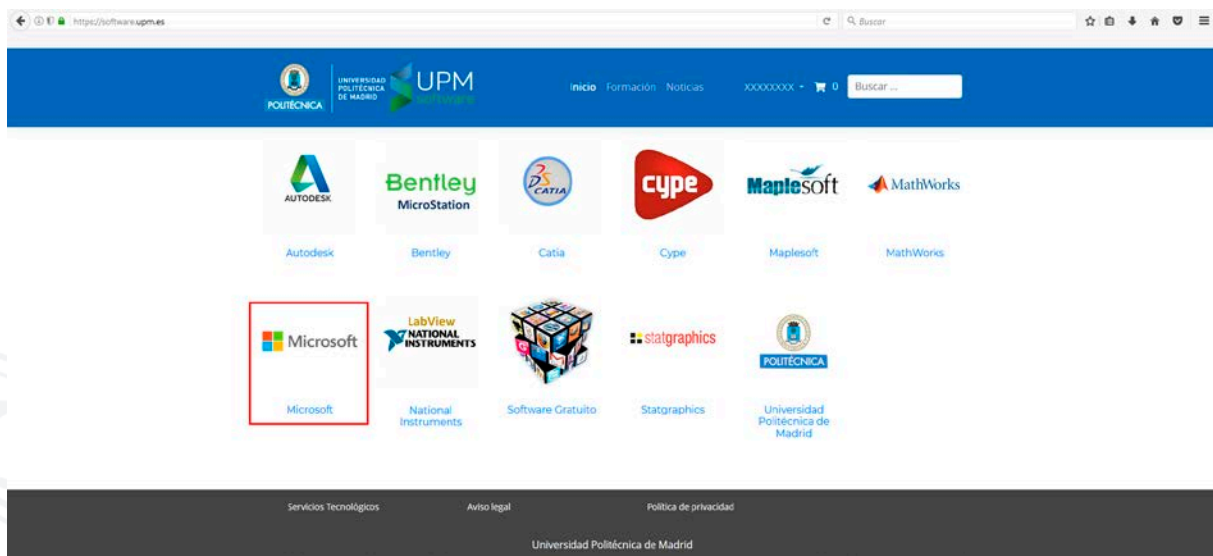 https://software.upm.es
Buscar
POLITÉCNICA
UNIVERSIDAD
POLITÉCNICA
DE MADRID
UPM
software
Inicio Formación Noticias XXXXXXXX 0 Buscar ...
AUTODESK
Bentley
MicroStation
CATIA
cype
Maplesoft
MathWorks
Autodesk Bentley Catia Cype Maplesoft MathWorks
Microsoft
LabView
NATIONAL
INSTRUMENTS
statgraphics
POLITÉCNICA
Microsoft National Software Gratuito Statgraphics Universidad
Instruments Politécnica de
Madrid
Servicios Tecnológicos Aviso legal Política de privacidad
Universidad Politécnica de Madrid